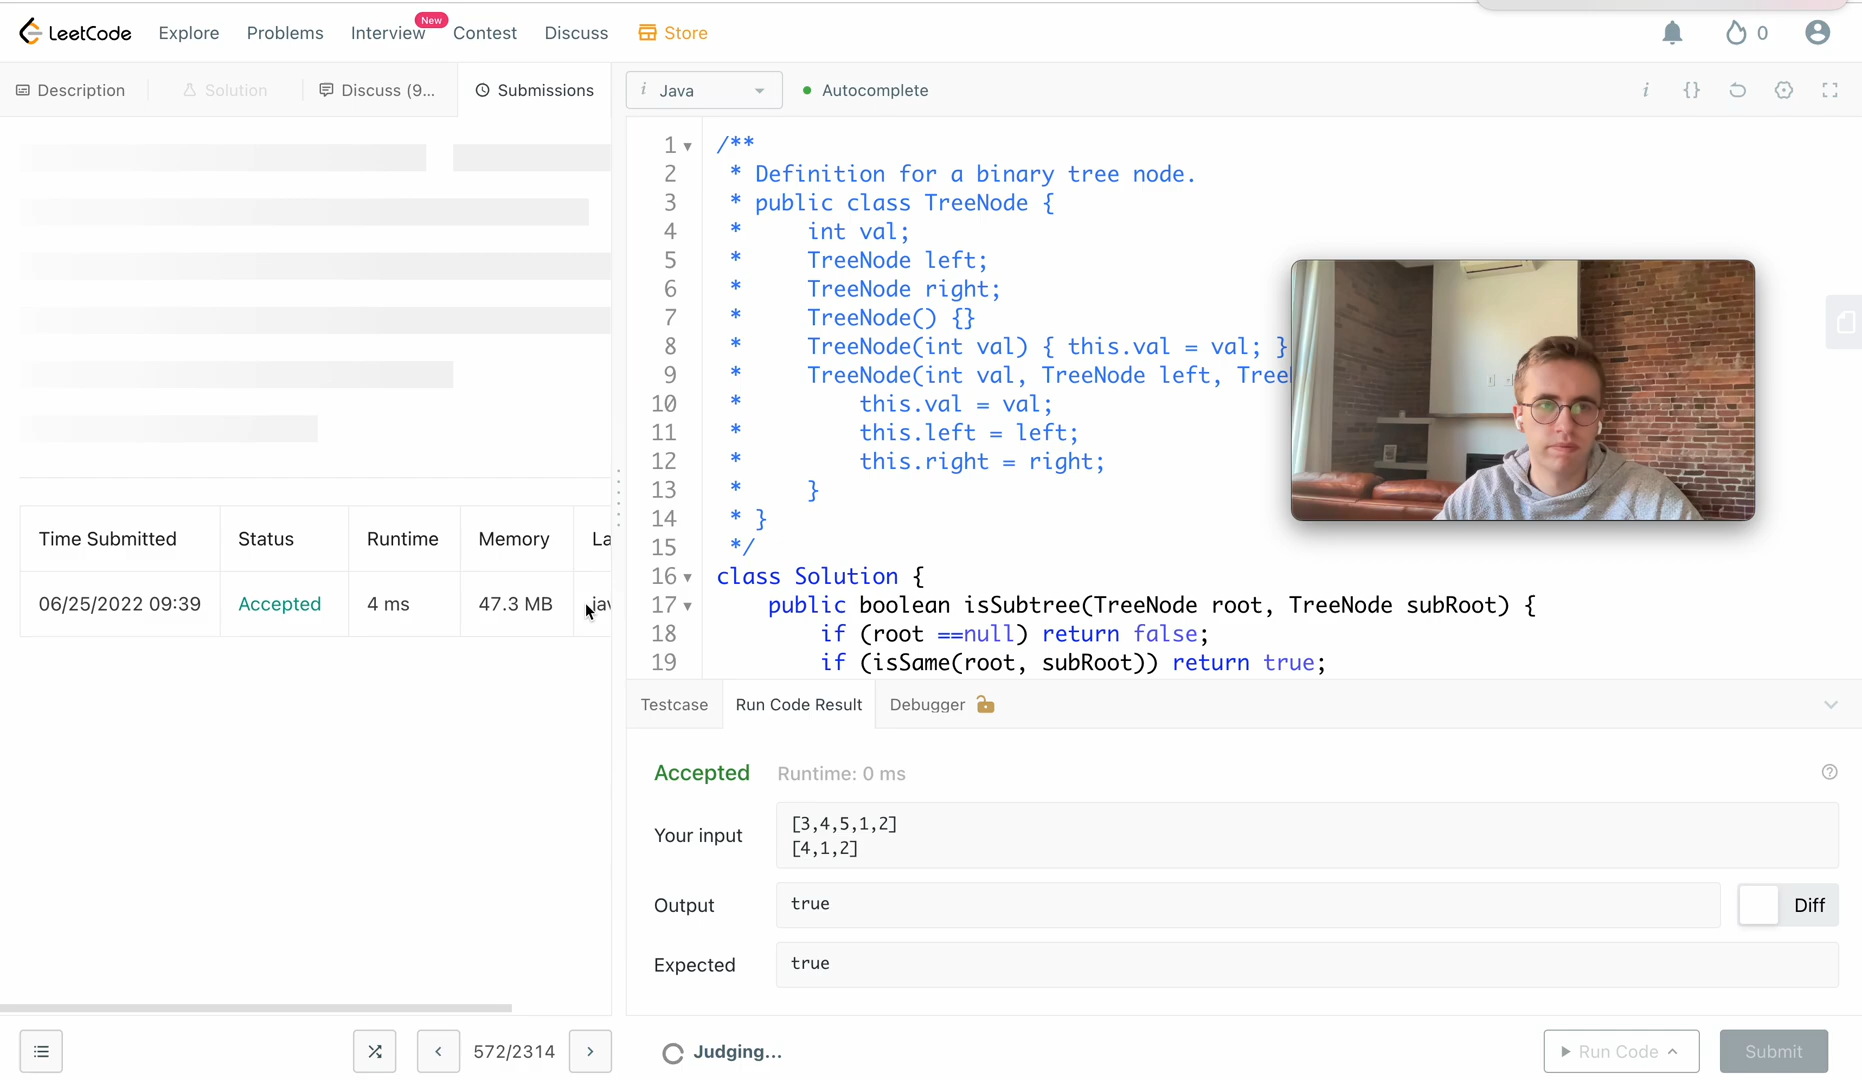 LeetCode
Explore
Problems
Interview
New
Contest
Discuss
Store
0
Description
Solution
Discuss (9...
Submissions
i Java
Autocomplete
i {}
Time Submitted Status Runtime Memory La
06/25/2022 09:39 Accepted 4 ms 47.3 MB jav
1 /**
2 * Definition for a binary tree node.
3 * public class TreeNode {
4 * int val;
5 * TreeNode left;
6 * TreeNode right;
7 * TreeNode() {}
8 * TreeNode(int val) { this.val = val; }
9 * TreeNode(int val, TreeNode left, Tree
10 * this.val = val;
11 * this.left = left;
12 * this.right = right;
13 * }
14 * }
15 */
16 class Solution {
17 public boolean isSubtree(TreeNode root, TreeNode subRoot) {
18 if (root ==null) return false;
19 if (isSame(root, subRoot)) return true;
Testcase
Run Code Result
Debugger
Accepted Runtime: 0 ms
?
Your input
[3,4,5,1,2]
[4,1,2]
Output
true
Diff
Expected
true
572/2314
Judging...
Run Code
Submit